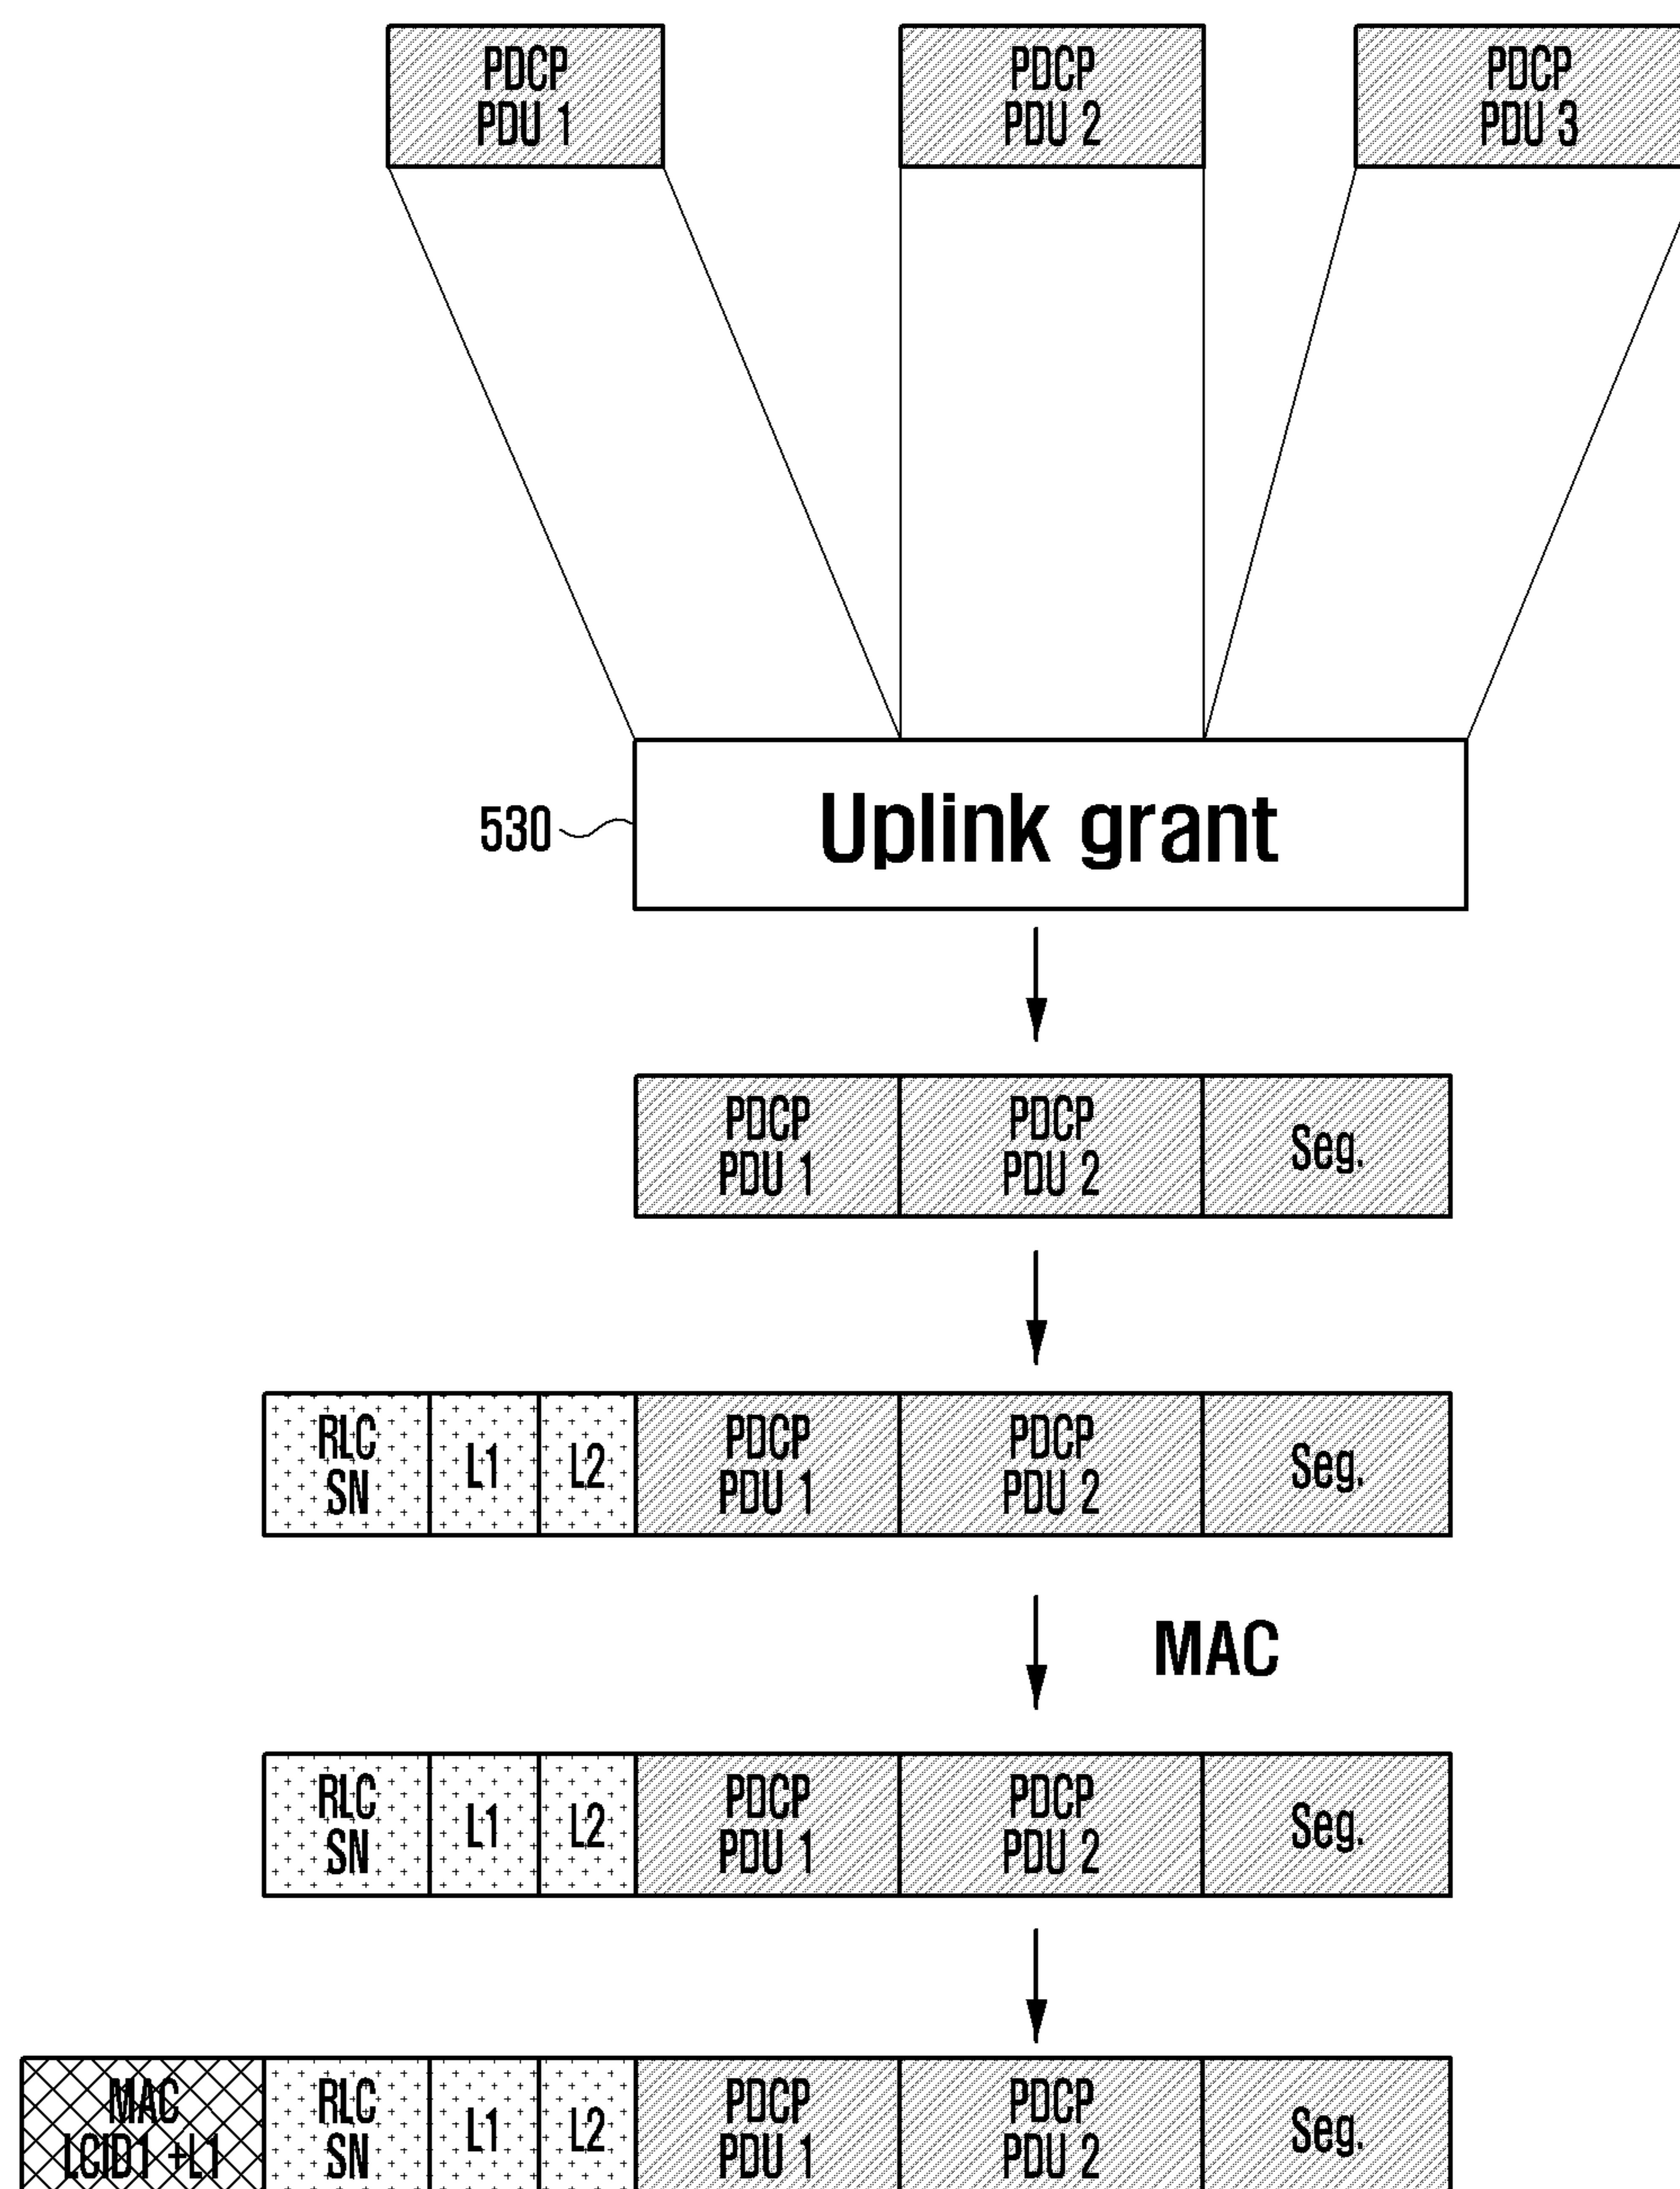 PDCP
PDU 1
PDCP
PDU 2
PDCP
PDU 3
530
Uplink grant
PDCP
PDU 1
PDCP
PDU 2
Seg.
RLC
SN
L1
L2
PDCP
PDU 1
PDCP
PDU 2
Seg.
MAC
RLC
SN
L1
L2
PDCP
PDU 1
PDCP
PDU 2
Seg.
MAC
LCID1 +L1
RLC
SN
L1
L2
PDCP
PDU 1
PDCP
PDU 2
Seg.